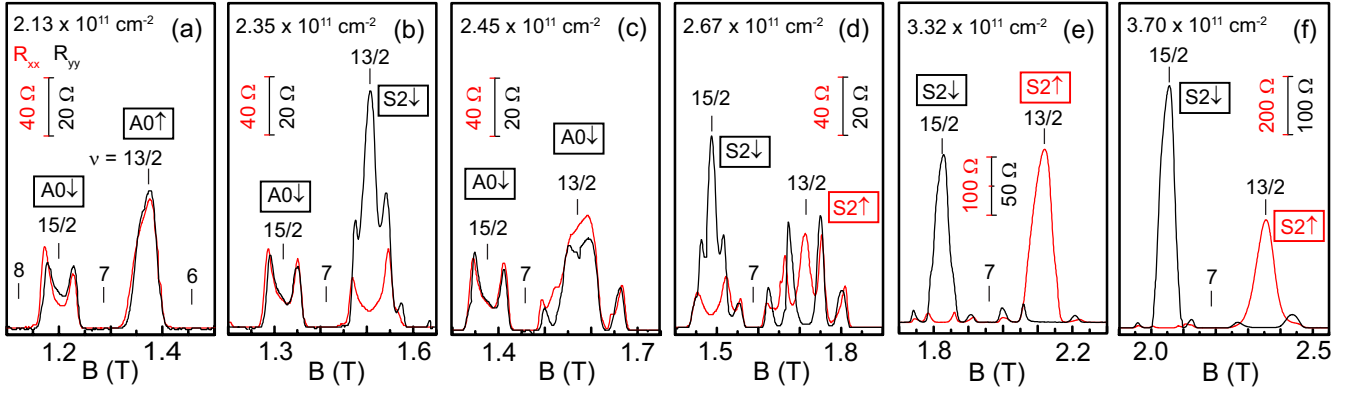 2.13 x 10¹¹ cm⁻² (a)
Rxx Ryy
40 Ω 20 Ω
A0↑
ν = 13/2
A0↓
15/2
8 7 6
1.2 1.4
B (T)
2.35 x 10¹¹ cm⁻² (b)
13/2
40 Ω 20 Ω
S2↓
A0↓
15/2
7
1.3 1.6
B (T)
2.45 x 10¹¹ cm⁻² (c)
40 Ω 20 Ω
A0↓
A0↓
13/2
15/2
7
1.4 1.7
B (T)
2.67 x 10¹¹ cm⁻² (d)
15/2
40 Ω 20 Ω
S2↓
13/2
S2↑
7
1.5 1.8
B (T)
3.32 x 10¹¹ cm⁻² (e)
S2↓ S2↑
15/2 13/2
100 Ω 50 Ω
7
1.8 2.2
B (T)
3.70 x 10¹¹ cm⁻² (f)
15/2
S2↓
200 Ω 100 Ω
13/2
S2↑
7
2.0 2.5
B (T)